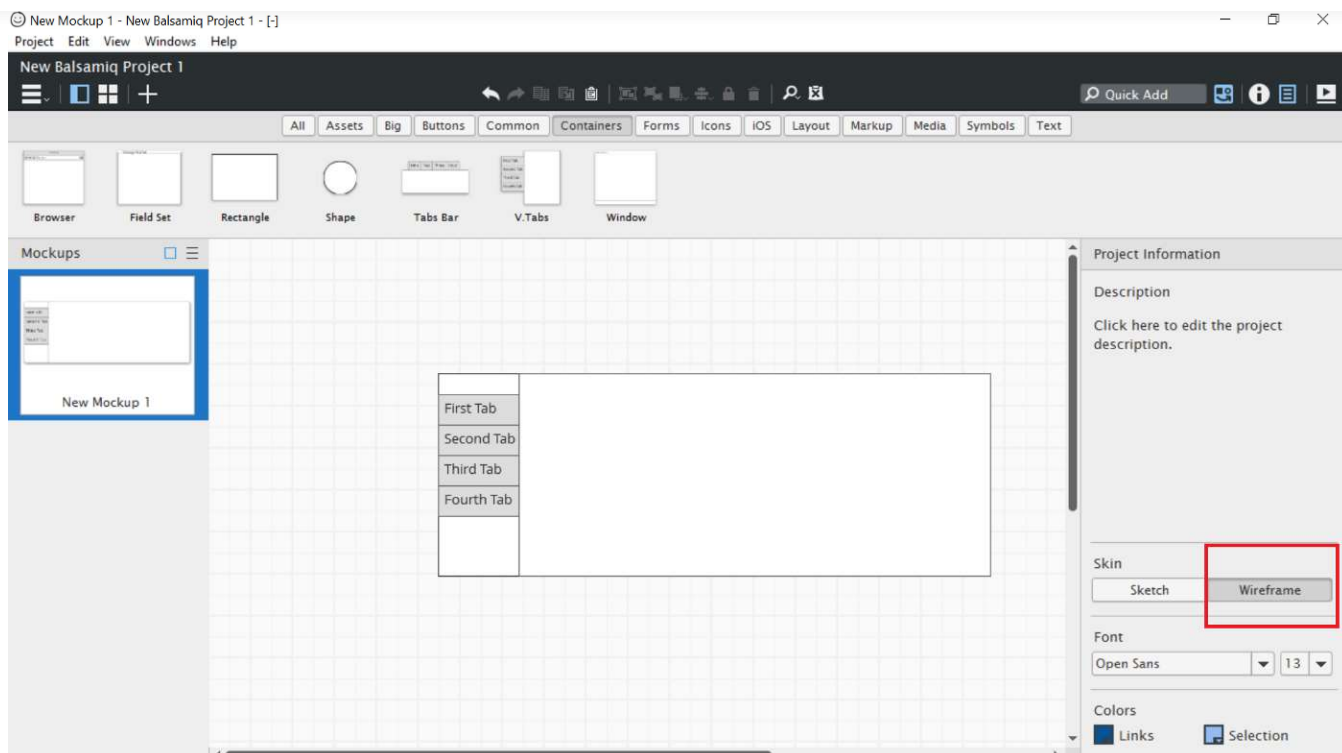 New Mockup 1 - New Balsamiq Project 1 - [-]
Project Edit View Windows Help
New Balsamiq Project 1
Quick Add
All Assets Big Buttons Common Containers Forms Icons iOS Layout Markup Media Symbols Text
Browser Field Set Rectangle Shape Tabs Bar V.Tabs Window
Mockups
New Mockup 1
First Tab
Second Tab
Third Tab
Fourth Tab
Project Information
Description
Click here to edit the project
description.
Skin
Sketch Wireframe
Font
Open Sans 13
Colors
Links Selection